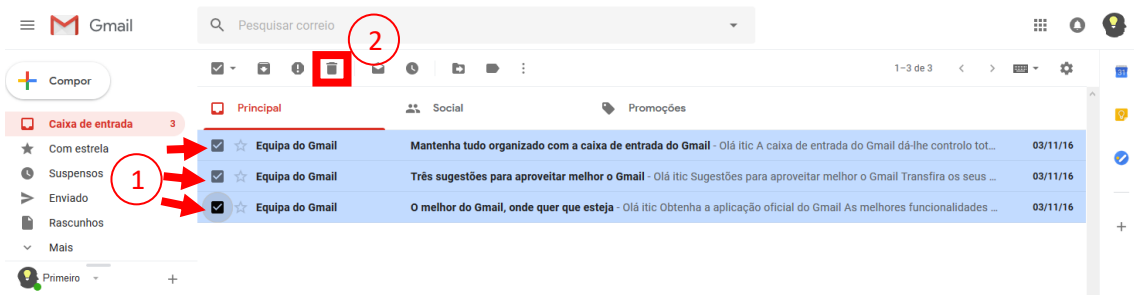 Gmail
Pesquisar correio
2
1–3 de 3
Compor
31
Principal
Social
Promoções
Caixa de entrada 3
Equipa do Gmail Mantenha tudo organizado com a caixa de entrada do Gmail - Olá itic A caixa de entrada do Gmail dá-lhe controlo tot... 03/11/16
Com estrela
Suspensos
Equipa do Gmail Três sugestões para aproveitar melhor o Gmail - Olá itic Sugestões para aproveitar melhor o Gmail Transfira os seus ... 03/11/16
1
Enviado
Equipa do Gmail O melhor do Gmail, onde quer que esteja - Olá itic Obtenha a aplicação oficial do Gmail As melhores funcionalidades ... 03/11/16
Rascunhos
Mais
Primeiro